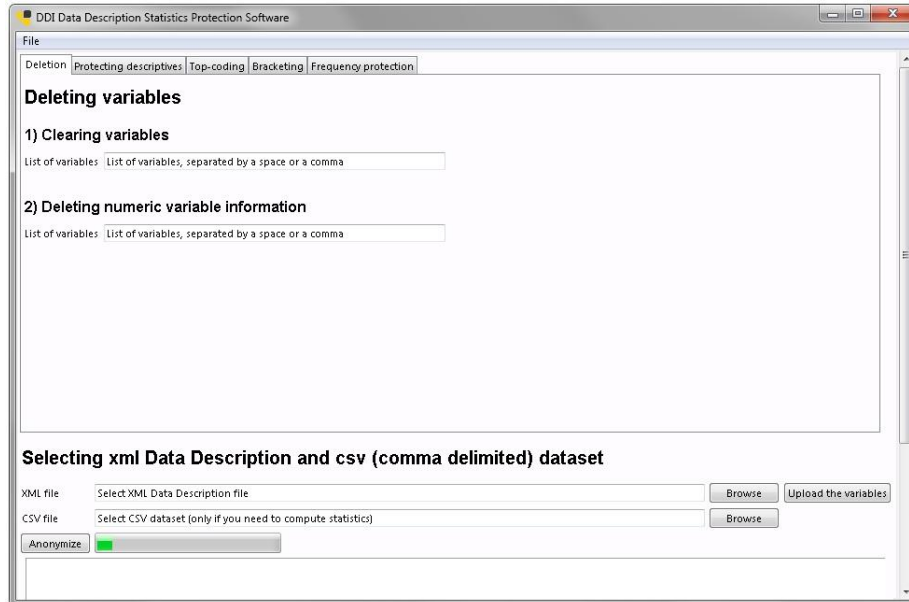 DDI Data Description Statistics Protection Software
File
Deletion Protecting descriptives Top-coding Bracketing Frequency protection
Deleting variables
1) Clearing variables
List of variables List of variables, separated by a space or a comma
2) Deleting numeric variable information
List of variables List of variables, separated by a space or a comma
Selecting xml Data Description and csv (comma delimited) dataset
XML file Select XML Data Description file Browse Upload the variables
CSV file Select CSV dataset (only if you need to compute statistics) Browse
Anonymize